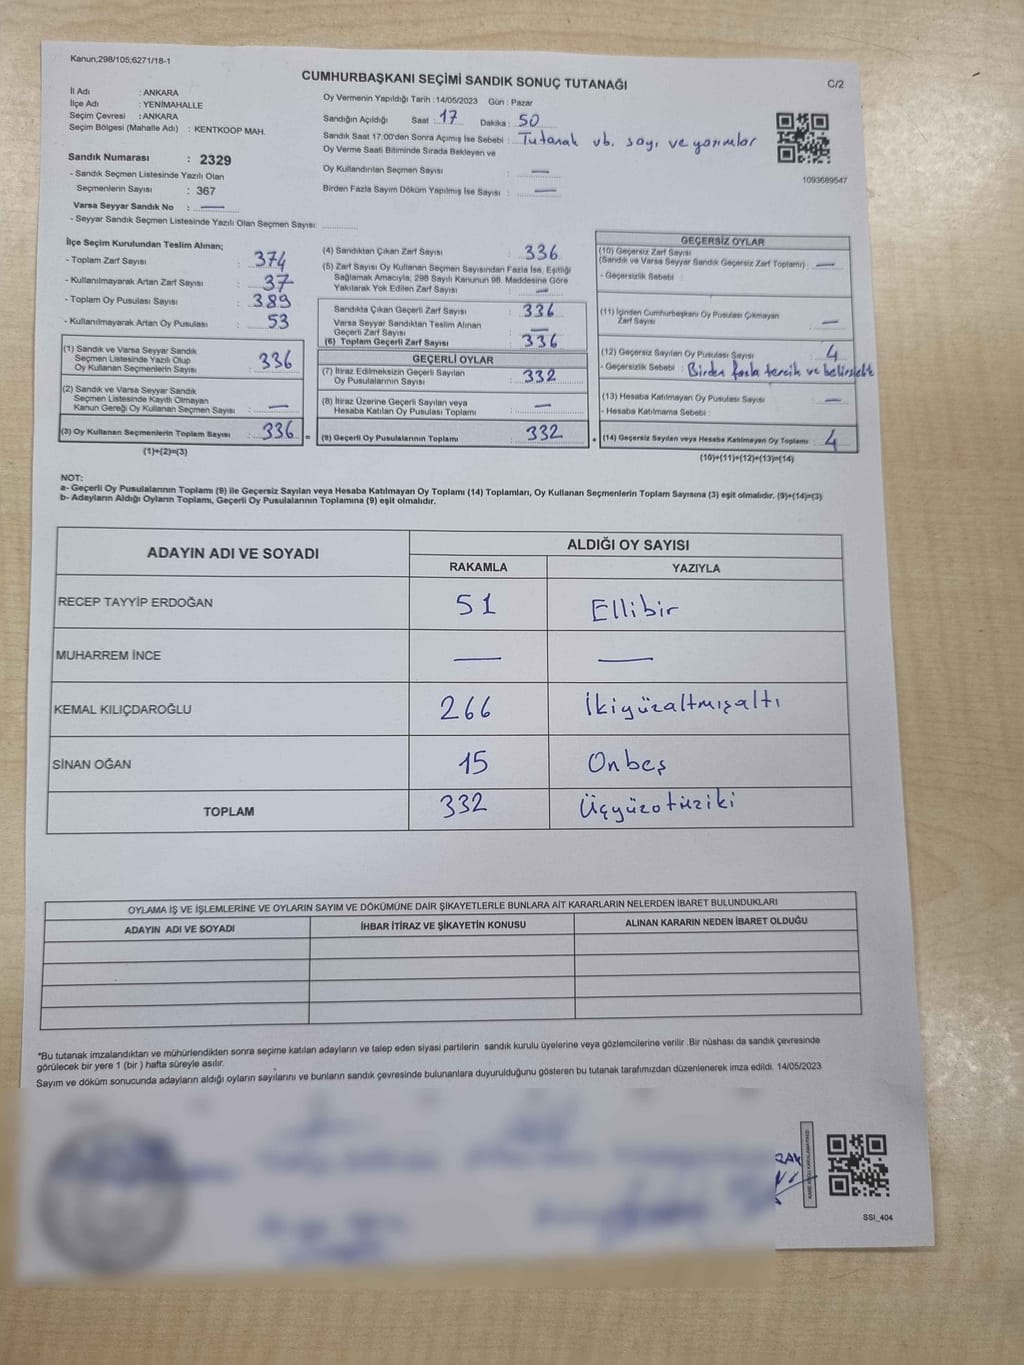 Kanun;298/105;6271/18-1
CUMHURBAŞKANI SEÇİMİ SANDIK SONUÇ TUTANAĞI
C/2
İl Adı : ANKARA
İlçe Adı : YENİMAHALLE
Seçim Çevresi : ANKARA
Seçim Bölgesi (Mahalle Adı) : KENTKOOP MAH.
Sandık Numarası : 2329
- Sandık Seçmen Listesinde Yazılı Olan
Seçmenlerin Sayısı : 367
Varsa Seyyar Sandık No : —
- Seyyar Sandık Seçmen Listesinde Yazılı Olan Seçmen Sayısı:
Oy Vermenin Yapıldığı Tarih :14/05/2023 Gün : Pazar
Sandığın Açıldığı Saat : 17 Dakika : 50
Sandık Saat 17:00'den Sonra Açımış İse Sebebi : Tutanak vb. sayı ve yazımlar
Oy Verme Saati Bitiminde Sırada Bekleyen ve
Oy Kullandırılan Seçmen Sayısı : —
Birden Fazla Sayım Döküm Yapılmış İse Sayısı : —
1093689547
İlçe Seçim Kurulundan Teslim Alınan;
- Toplam Zarf Sayısı : 374
- Kullanılmayarak Artan Zarf Sayısı : 37
- Toplam Oy Pusulası Sayısı : 389
- Kullanılmayarak Artan Oy Pusulası : 53
(1) Sandık ve Varsa Seyyar Sandık
Seçmen Listesinde Yazılı Olup
Oy Kullanan Seçmenlerin Sayısı : 336
(2) Sandık ve Varsa Seyyar Sandık
Seçmen Listesinde Kayıtlı Olmayan
Kanun Gereği Oy Kullanan Seçmen Sayısı : —
(3) Oy Kullanan Seçmenlerin Toplam Sayısı : 336 =
(1)+(2)=(3)
(4) Sandıktan Çıkan Zarf Sayısı : 336
(5) Zarf Sayısı Oy Kullanan Seçmen Sayısından Fazla İse, Eşitliği
Sağlamak Amacıyla, 298 Sayılı Kanunun 98. Maddesine Göre
Yakılarak Yok Edilen Zarf Sayısı : —
Sandıkta Çıkan Geçerli Zarf Sayısı : 336
Varsa Seyyar Sandıktan Teslim Alınan
Geçerli Zarf Sayısı : —
(6) Toplam Geçerli Zarf Sayısı : 336
GEÇERLİ OYLAR
(7) İtiraz Edilmeksizin Geçerli Sayılan
Oy Pusulalarının Sayısı : 332
(8) İtiraz Üzerine Geçerli Sayılan veya
Hesaba Katılan Oy Pusulası Toplamı : —
(9) Geçerli Oy Pusulalarının Toplamı : 332 +
GEÇERSİZ OYLAR
(10) Geçersiz Zarf Sayısı
(Sandık ve Varsa Seyyar Sandık Geçersiz Zarf Toplamı) : —
- Geçersizlik Sebebi :
(11) İçinden Cumhurbaşkanı Oy Pusulası Çıkmayan
Zarf Sayısı : —
(12) Geçersiz Sayılan Oy Pusulası Sayısı : 4
- Geçersizlik Sebebi : Birden fazla tercih ve
(13) Hesaba Katılmayan Oy Pusulası Sayısı : —
- Hesaba Katılmama Sebebi :
(14) Geçersiz Sayılan veya Hesaba Katılmayan Oy Toplamı : 4
(10)+(11)+(12)+(13)=(14)
NOT:
a- Geçerli Oy Pusulalarının Toplamı (9) ile Geçersiz Sayılan veya Hesaba Katılmayan Oy Toplamı (14) Toplamları, Oy Kullanan Seçmenlerin Toplam Sayısına (3) eşit olmalıdır. (9)+(14)=(3)
b- Adayların Aldığı Oyların Toplamı, Geçerli Oy Pusulalarının Toplamına (9) eşit olmalıdır.
ADAYIN ADI VE SOYADI ALDIĞI OY SAYISI
RAKAMLA YAZIYLA
RECEP TAYYİP ERDOĞAN 51 Ellibir
MUHARREM İNCE — —
KEMAL KILIÇDAROĞLU 266 İkiyüzaltmışaltı
SİNAN OĞAN 15 Onbeş
TOPLAM 332 Üçyüzotuziki
OYLAMA İŞ VE İŞLEMLERİNE VE OYLARIN SAYIM VE DÖKÜMÜNE DAİR ŞİKAYETLERLE BUNLARA AİT KARARLARIN NELERDEN İBARET BULUNDUKLARI
ADAYIN ADI VE SOYADI İHBAR İTİRAZ VE ŞİKAYETİN KONUSU ALINAN KARARIN NEDEN İBARET OLDUĞU
*Bu tutanak imzalandıktan ve mühürlendikten sonra seçime katılan adayların ve talep eden siyasi partilerin sandık kurulu üyelerine veya gözlemcilerine verilir .Bir nüshası da sandık çevresinde
görülecek bir yere 1 (bir ) hafta süreyle asılır.
Sayım ve döküm sonucunda adayların aldığı oyların sayılarını ve bunların sandık çevresinde bulunanlara duyurulduğunu gösteren bu tutanak tarafımızdan düzenlenerek imza edildi. 14/05/2023
SSI_404